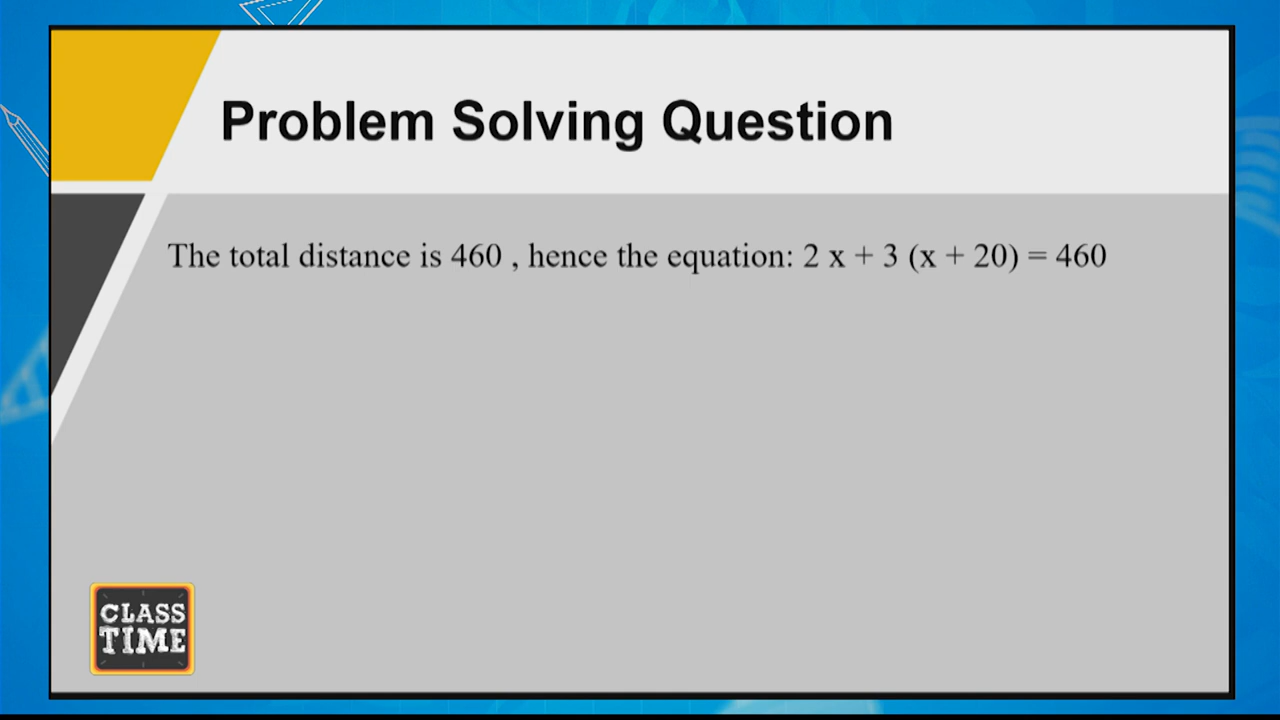 Problem Solving Question
The total distance is 460 , hence the equation: 2 x + 3 (x + 20) = 460
CLASS
TIME